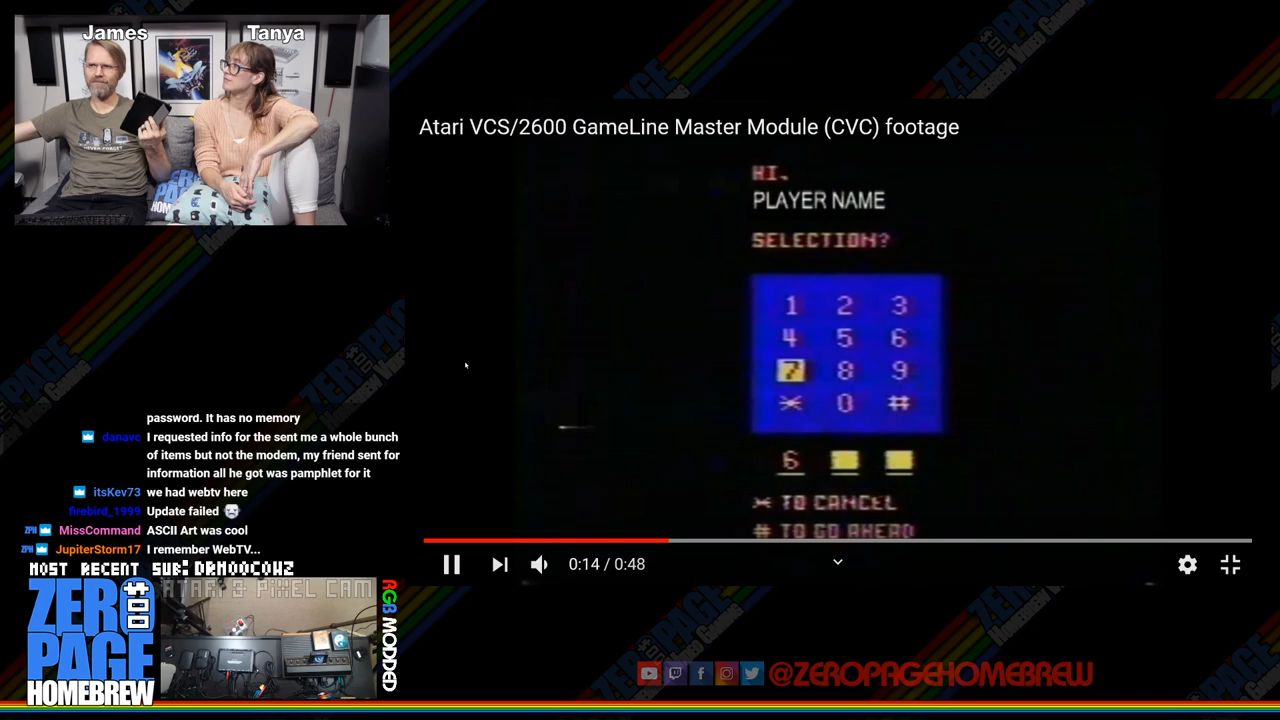 James
Tanya
Atari VCS/2600 GameLine Master Module (CVC) footage
HI,
PLAYER NAME
SELECTION?
1 2 3
4 5 6
7 8 9
* 0 #
6
* TO CANCEL
# TO GO AHEAD
0:14 / 0:48
password. It has no memory
danavc I requested info for the sent me a whole bunch
of items but not the modem, my friend sent for
information all he got was pamphlet for it
itsKev73 we had webtv here
firebird_1999 Update failed
ZPH MissCommand ASCII Art was cool
ZPH JupiterStorm17 I remember WebTV...
MOST RECENT SUB: DRMOOCOWZ
ZERO
#00
PAGE
HOMEBREW
ATARI & PIXEL CAM
RGB MODDED
@ZEROPAGEHOMEBREW